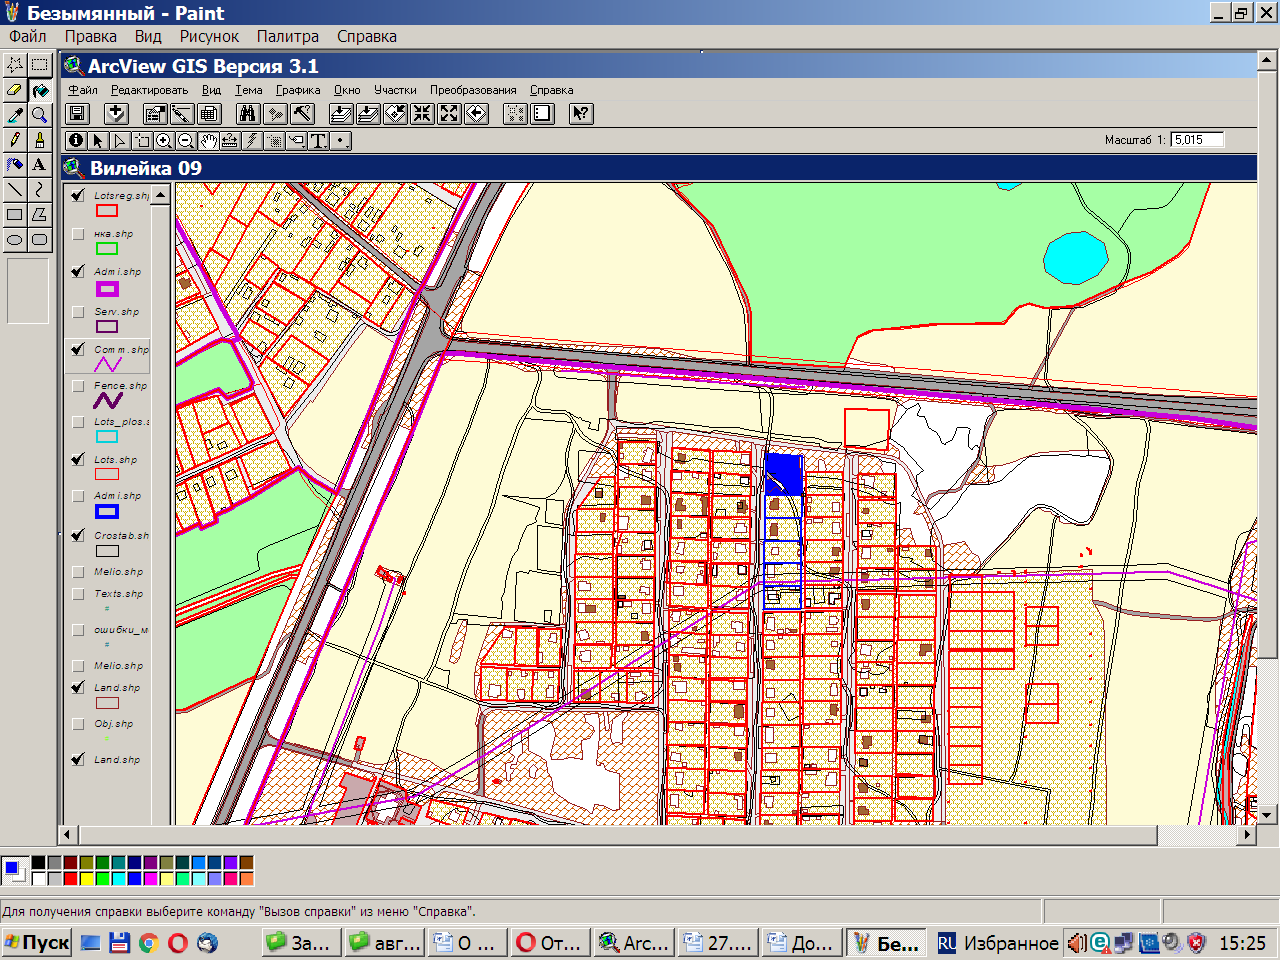 Безымянный - Paint
Файл Правка Вид Рисунок Палитра Справка
ArcView GIS Версия 3.1
Файл Редактировать Вид Тема Графика Окно Участки Преобразования Справка
Масштаб 1: 5,015
Вилейка 09
Lotsreg.shp
нка.shp
Admi.shp
Serv.shp
Comm.shp
Fence.shp
Lots_plos.s
Lots.shp
Admi.shp
Crostab.sh
Melio.shp
Texts.shp
ошибки_м
Melio.shp
Land.shp
Obj.shp
Land.shp
Для получения справки выберите команду "Вызов справки" из меню "Справка".
Пуск За... авг... О ... От... Arc... 27.... До... Бе... RU Избранное 15:25